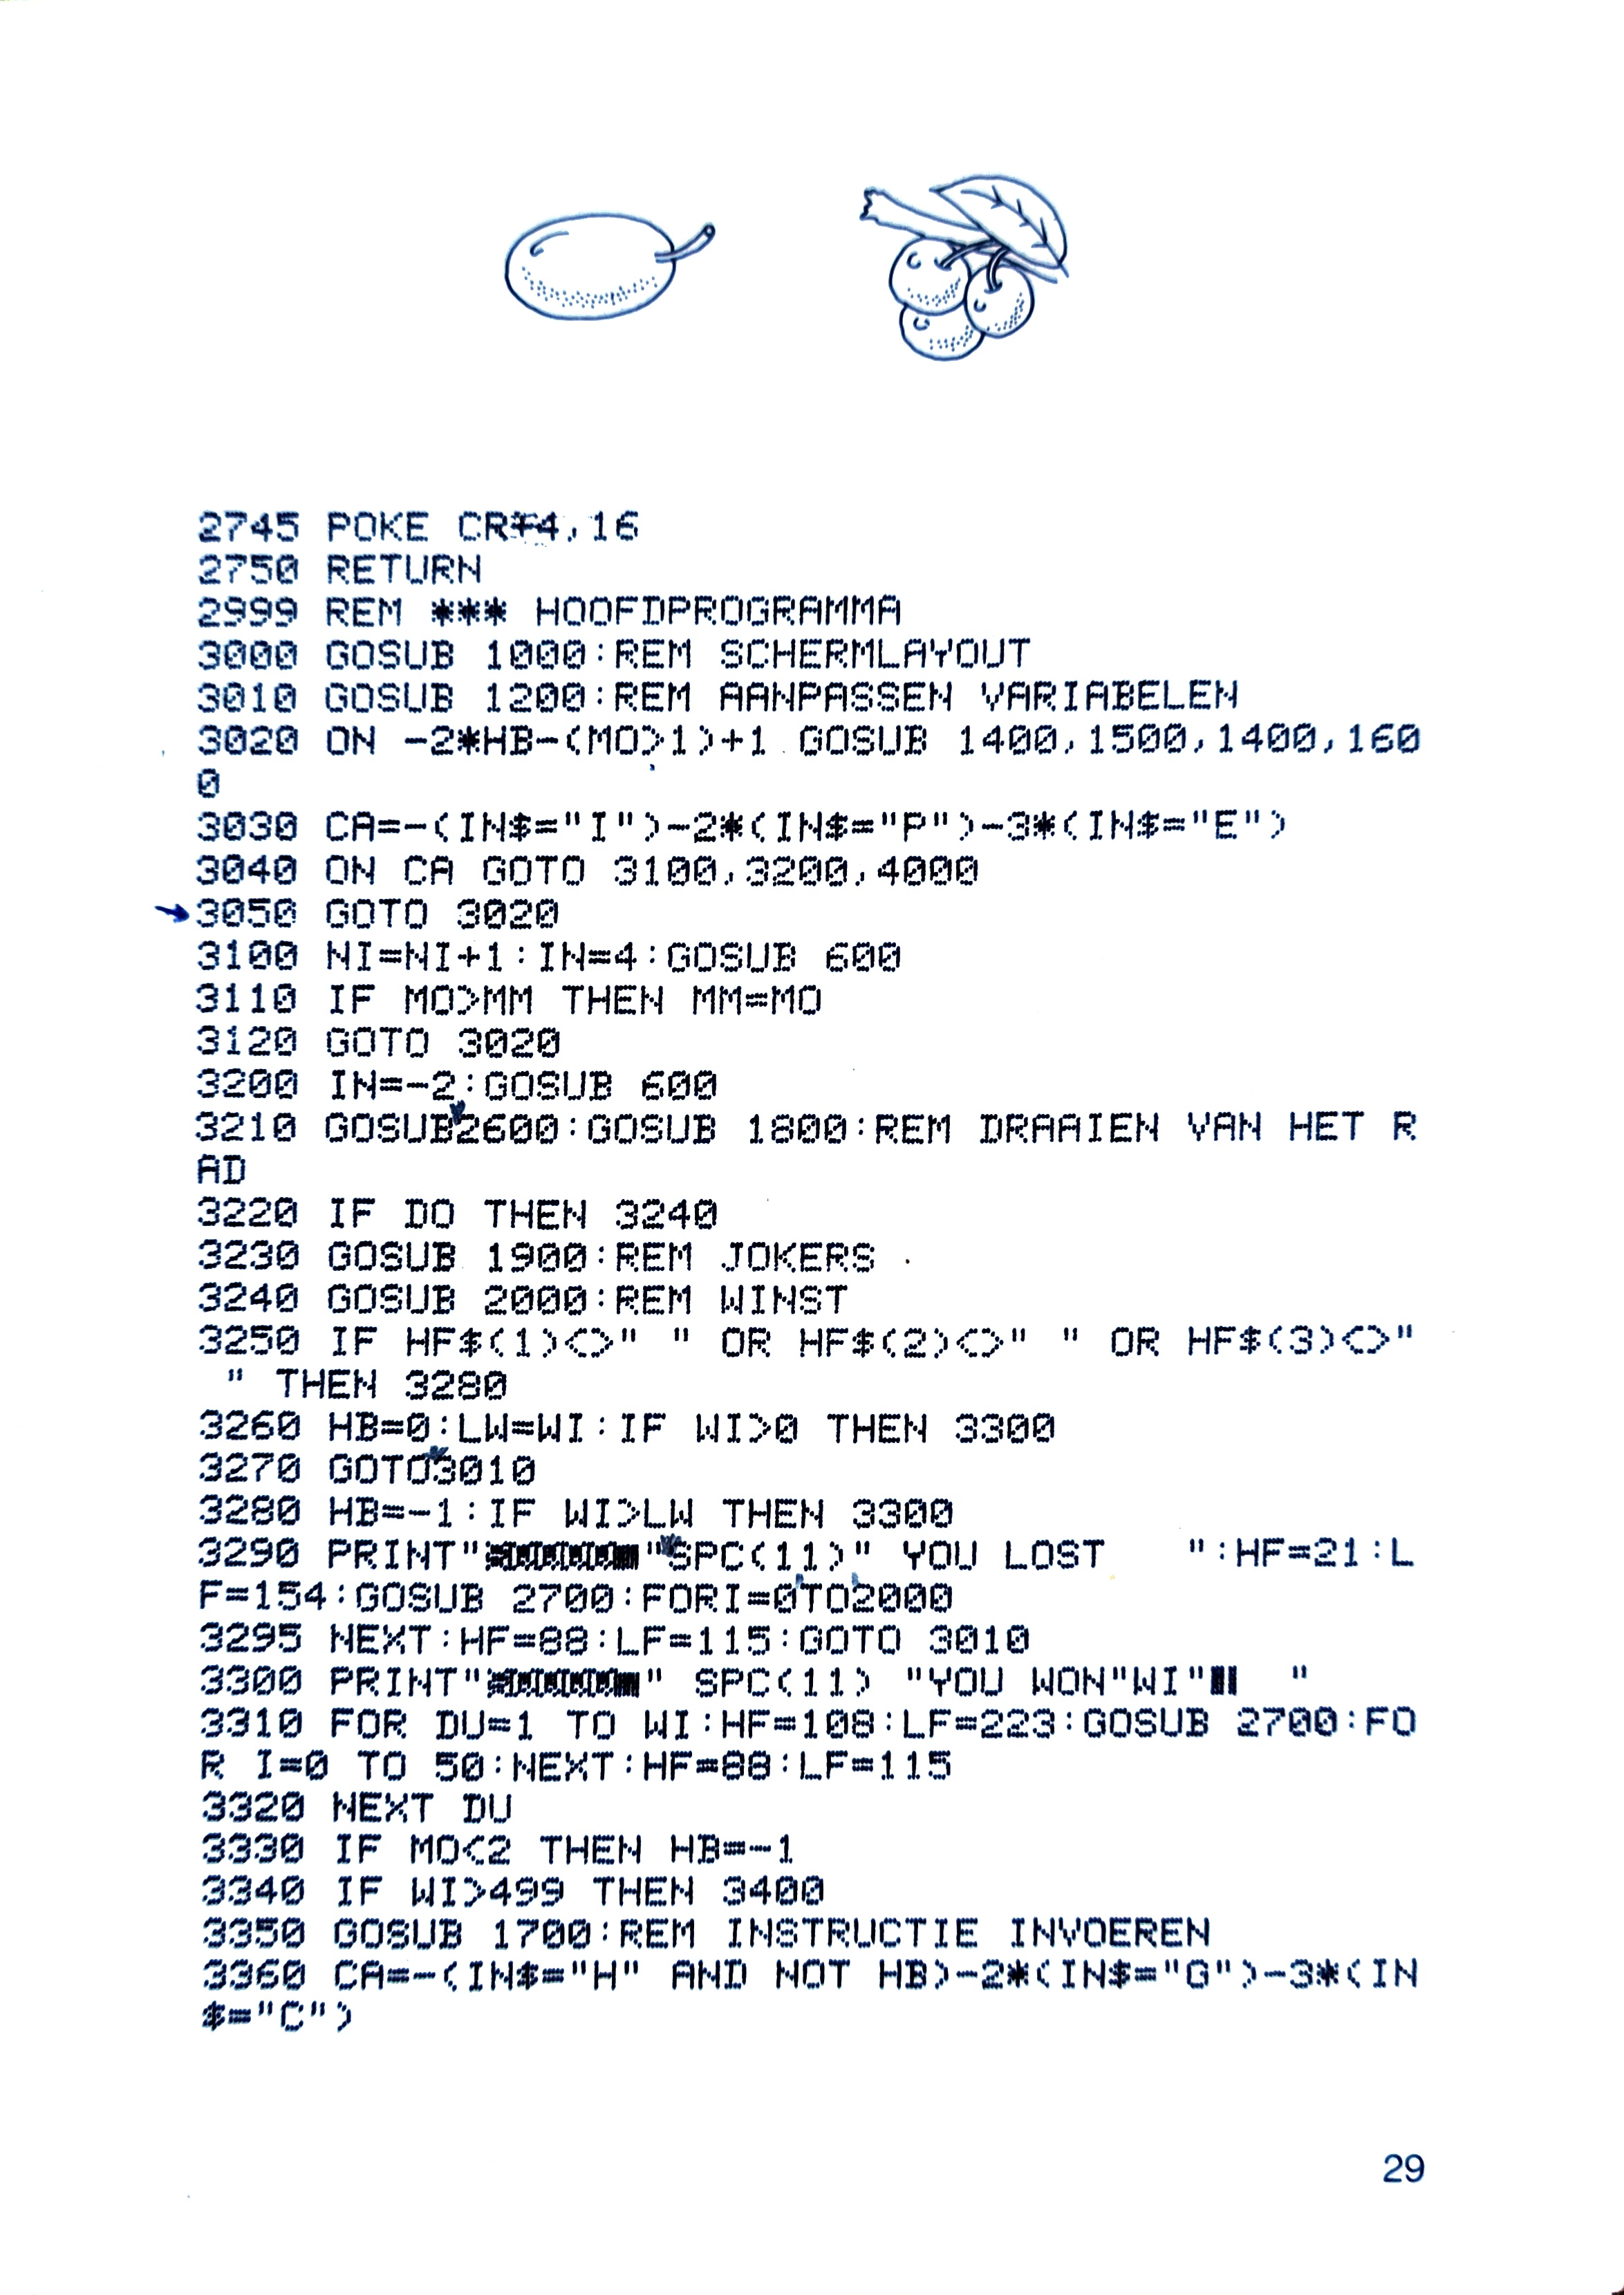 2745 POKE CR+4,16
2750 RETURN
2999 REM *** HOOFDPROGRAMMA
3000 GOSUB 1000:REM SCHERMLAYOUT
3010 GOSUB 1200:REM AANPASSEN VARIABELEN
3020 ON -2*HB-(MO>1)+1 GOSUB 1400,1500,1400,160
0
3030 CA=-(IN$="I")-2*(IN$="P")-3*(IN$="E")
3040 ON CA GOTO 3100,3200,4000
3050 GOTO 3020
3100 NI=NI+1:IN=4:GOSUB 600
3110 IF MO>MM THEN MM=MO
3120 GOTO 3020
3200 IN=-2:GOSUB 600
3210 GOSUB2600:GOSUB 1800:REM DRAAIEN VAN HET R
AD
3220 IF DO THEN 3240
3230 GOSUB 1900:REM JOKERS
3240 GOSUB 2000:REM WINST
3250 IF HF$(1)<>" " OR HF$(2)<>" " OR HF$(3)<>"
 " THEN 3280
3260 HB=0:LW=WI:IF WI>0 THEN 3300
3270 GOTO3010
3280 HB=-1:IF WI>LW THEN 3300
3290 PRINT""SPC(11)" YOU LOST   ":HF=21:L
F=154:GOSUB 2700:FORI=0TO2000
3295 NEXT:HF=88:LF=115:GOTO 3010
3300 PRINT"" SPC(11) "YOU WON"WI"  "
3310 FOR DU=1 TO WI:HF=108:LF=223:GOSUB 2700:FO
R I=0 TO 50:NEXT:HF=88:LF=115
3320 NEXT DU
3330 IF MO<2 THEN HB=-1
3340 IF WI>499 THEN 3400
3350 GOSUB 1700:REM INSTRUCTIE INVOEREN
3360 CA=-(IN$="H" AND NOT HB)-2*(IN$="G")-3*(IN
$="C")
29